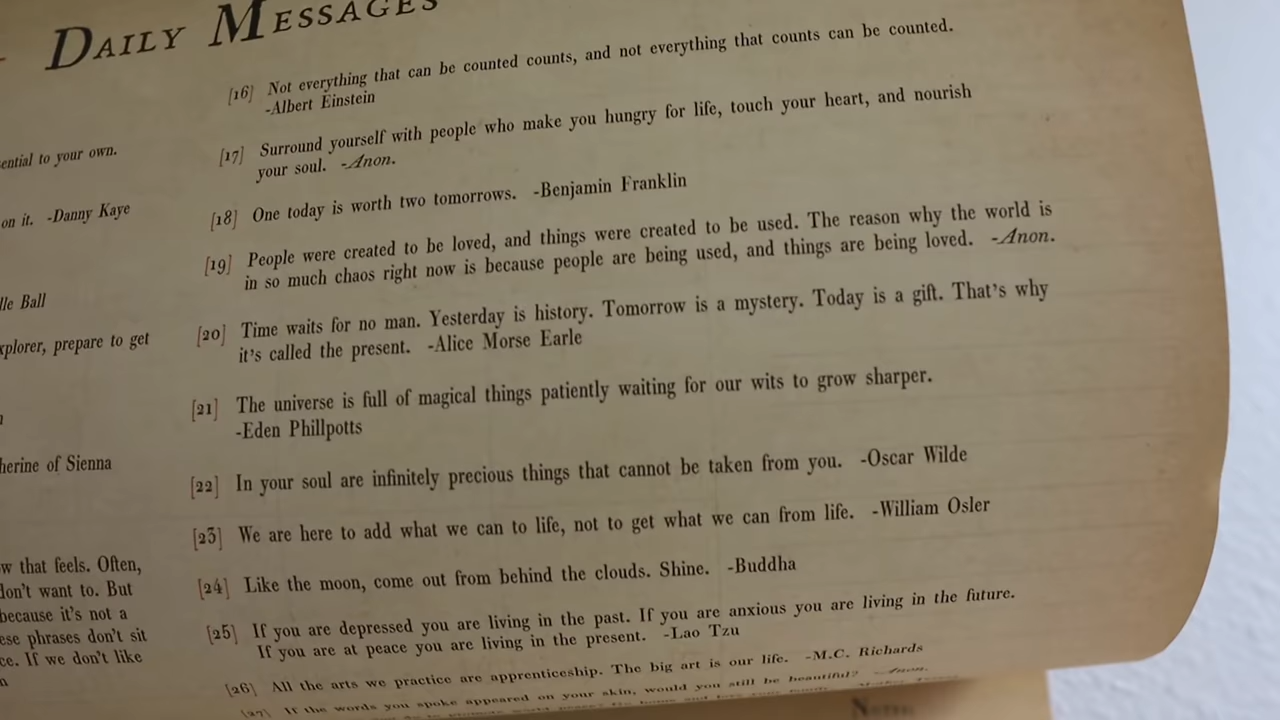 DAILY MESSAGES
ential to your own.
on it. -Danny Kaye
lle Ball
xplorer, prepare to get
herine of Sienna
w that feels. Often,
don't want to. But
because it's not a
ese phrases don't sit
ce. If we don't like
[16] Not everything that can be counted counts, and not everything that counts can be counted.
-Albert Einstein
[17] Surround yourself with people who make you hungry for life, touch your heart, and nourish
your soul. -Anon.
[18] One today is worth two tomorrows. -Benjamin Franklin
[19] People were created to be loved, and things were created to be used. The reason why the world is
in so much chaos right now is because people are being used, and things are being loved. -Anon.
[20] Time waits for no man. Yesterday is history. Tomorrow is a mystery. Today is a gift. That's why
it's called the present. -Alice Morse Earle
[21] The universe is full of magical things patiently waiting for our wits to grow sharper.
-Eden Phillpotts
[22] In your soul are infinitely precious things that cannot be taken from you. -Oscar Wilde
[23] We are here to add what we can to life, not to get what we can from life. -William Osler
[24] Like the moon, come out from behind the clouds. Shine. -Buddha
[25] If you are depressed you are living in the past. If you are anxious you are living in the future.
If you are at peace you are living in the present. -Lao Tzu
[26] All the arts we practice are apprenticeship. The big art is our life. -M.C. Richards
[27] If the words you spoke appeared on your skin, would you still be beautiful? -Anon.